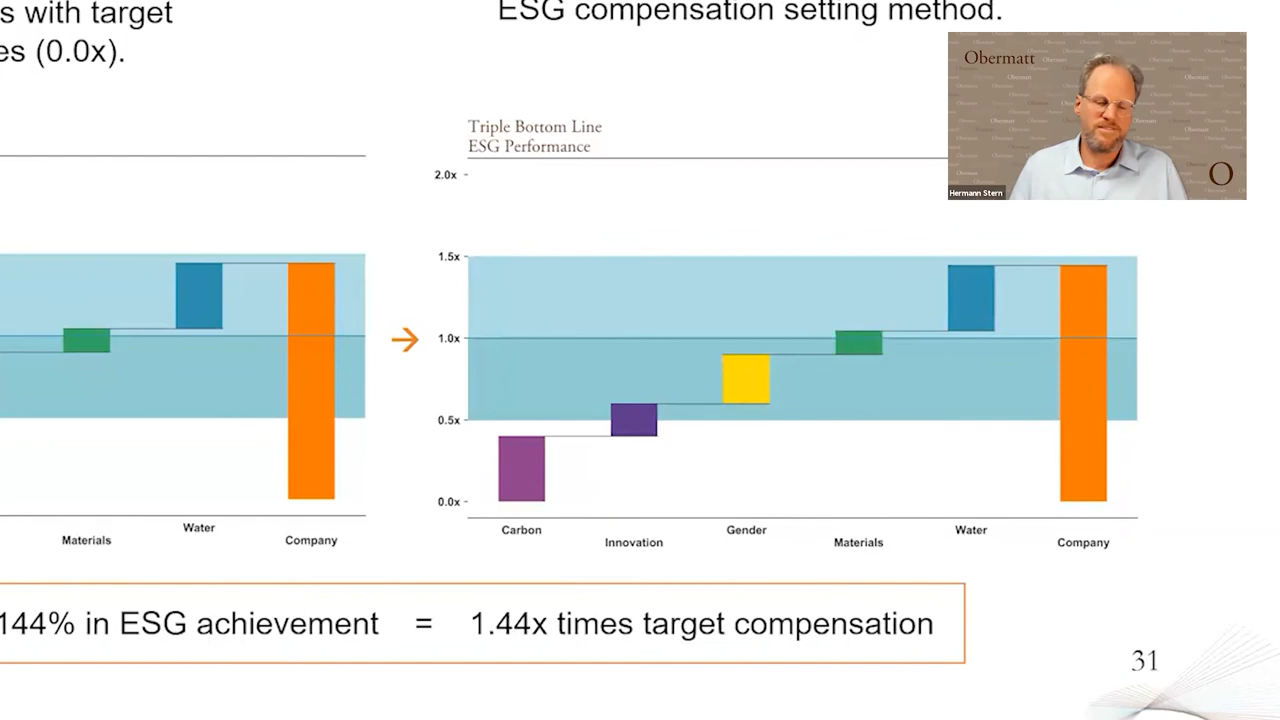 s with target
es (0.0x).
ESG compensation setting method.
Obermatt
O
Hermann Stern
Triple Bottom Line
ESG Performance
2.0x
1.5x
1.0x
0.5x
0.0x
Materials
Water
Company
Carbon
Innovation
Gender
Materials
Water
Company
144% in ESG achievement = 1.44x times target compensation
31